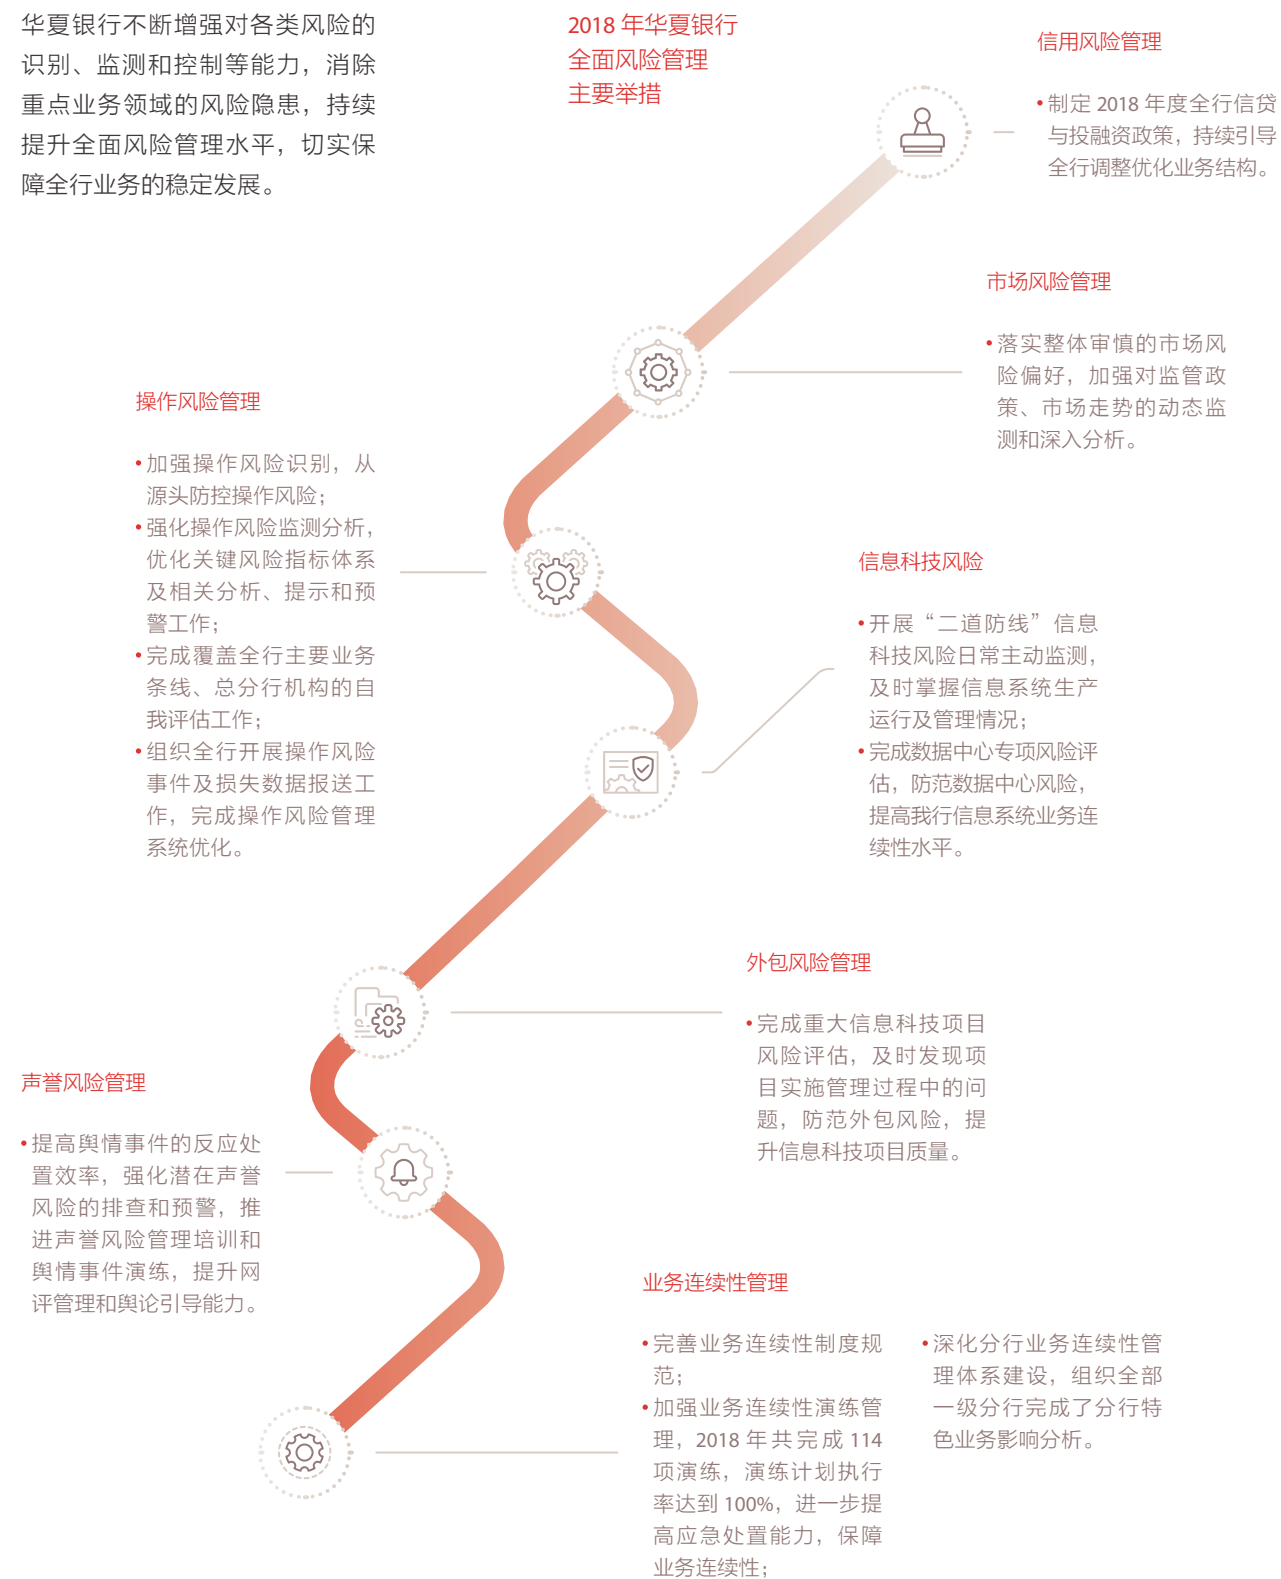 华夏银行不断增强对各类风险的
识别、监测和控制等能力，消除
重点业务领域的风险隐患，持续
提升全面风险管理水平，切实保
障全行业务的稳定发展。
2018 年华夏银行
全面风险管理
主要举措
信用风险管理
• 制定 2018 年度全行信贷
与投融资政策，持续引导
全行调整优化业务结构。
市场风险管理
• 落实整体审慎的市场风
险偏好，加强对监管政
策、市场走势的动态监
测和深入分析。
操作风险管理
• 加强操作风险识别，从
源头防控操作风险；
• 强化操作风险监测分析，
优化关键风险指标体系
及相关分析、提示和预
警工作；
• 完成覆盖全行主要业务
条线、总分行机构的自
我评估工作；
• 组织全行开展操作风险
事件及损失数据报送工
作，完成操作风险管理
系统优化。
信息科技风险
• 开展“二道防线”信息
科技风险日常主动监测，
及时掌握信息系统生产
运行及管理情况；
• 完成数据中心专项风险评
估，防范数据中心风险，
提高我行信息系统业务连
续性水平。
外包风险管理
• 完成重大信息科技项目
风险评估，及时发现项
目实施管理过程中的问
题，防范外包风险，提
升信息科技项目质量。
声誉风险管理
• 提高舆情事件的反应处
置效率，强化潜在声誉
风险的排查和预警，推
进声誉风险管理培训和
舆情事件演练，提升网
评管理和舆论引导能力。
业务连续性管理
• 完善业务连续性制度规
范；
• 加强业务连续性演练管
理，2018 年共完成 114
项演练，演练计划执行
率达到 100%，进一步提
高应急处置能力，保障
业务连续性；
• 深化分行业务连续性管
理体系建设，组织全部
一级分行完成了分行特
色业务影响分析。